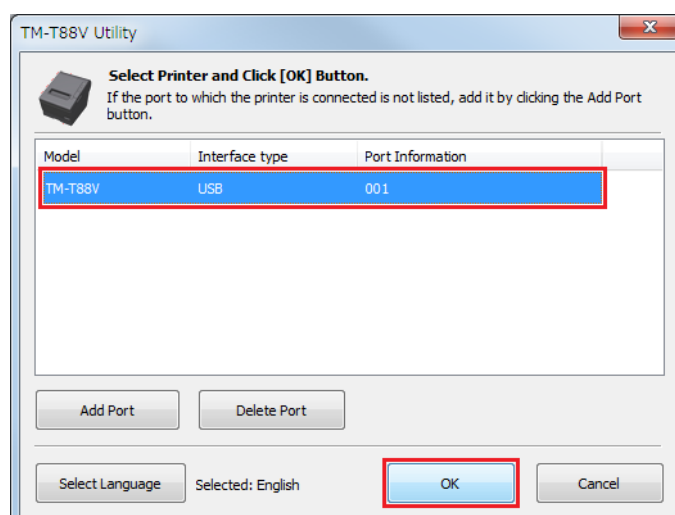 TM-T88V Utility
Select Printer and Click [OK] Button.
If the port to which the printer is connected is not listed, add it by clicking the Add Port
button.
Model Interface type Port Information
TM-T88V USB 001
Add Port Delete Port
Select Language Selected: English OK Cancel